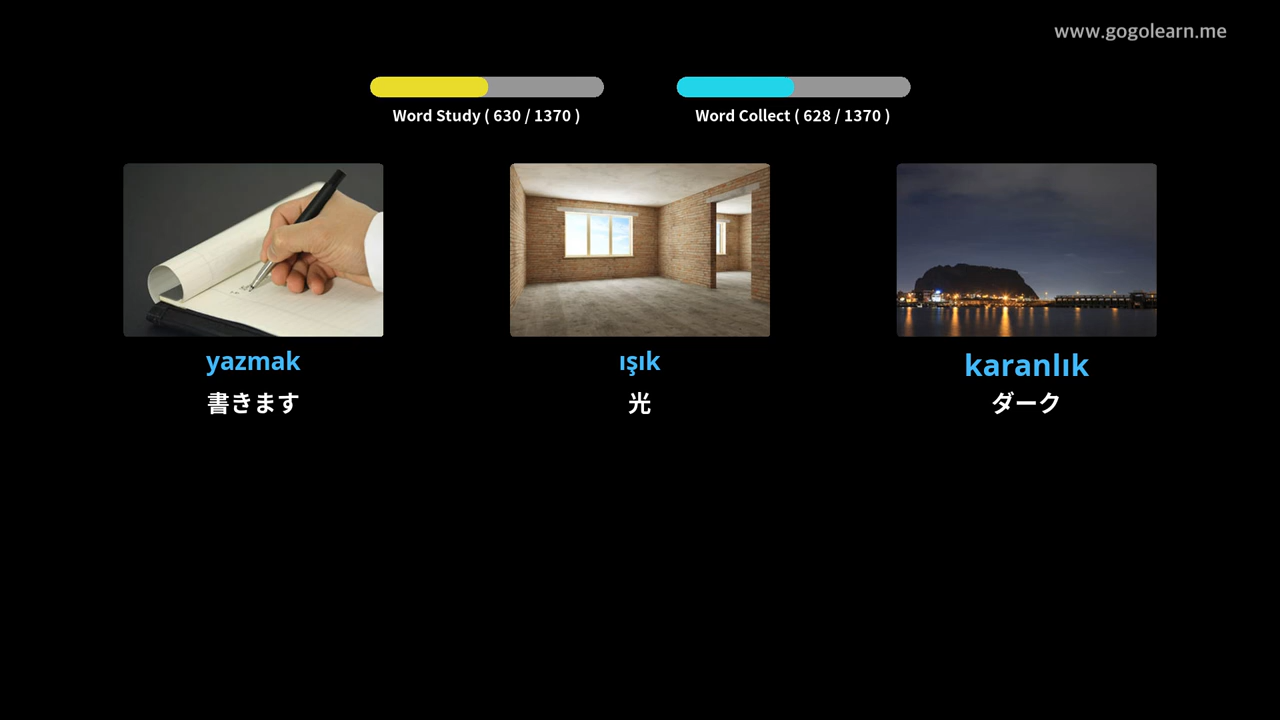 www.gogolearn.me
Word Study ( 630 / 1370 )
Word Collect ( 628 / 1370 )
yazmak
ışık
karanlık
書きます
光
ダーク